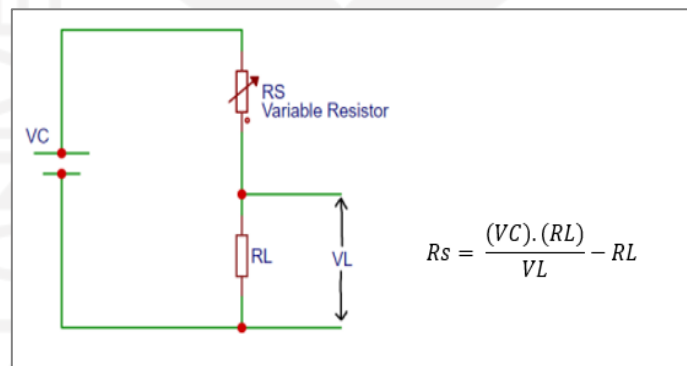 RS
Variable Resistor
VC
RL
VL
Rs = (VC).(RL) / VL − RL